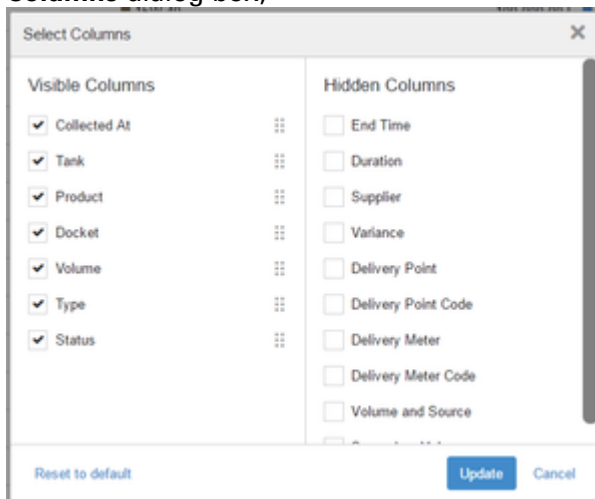 Select Columns
Visible Columns
Collected At
Tank
Product
Docket
Volume
Type
Status
Hidden Columns
End Time
Duration
Supplier
Variance
Delivery Point
Delivery Point Code
Delivery Meter
Delivery Meter Code
Volume and Source
Reset to default
Update
Cancel